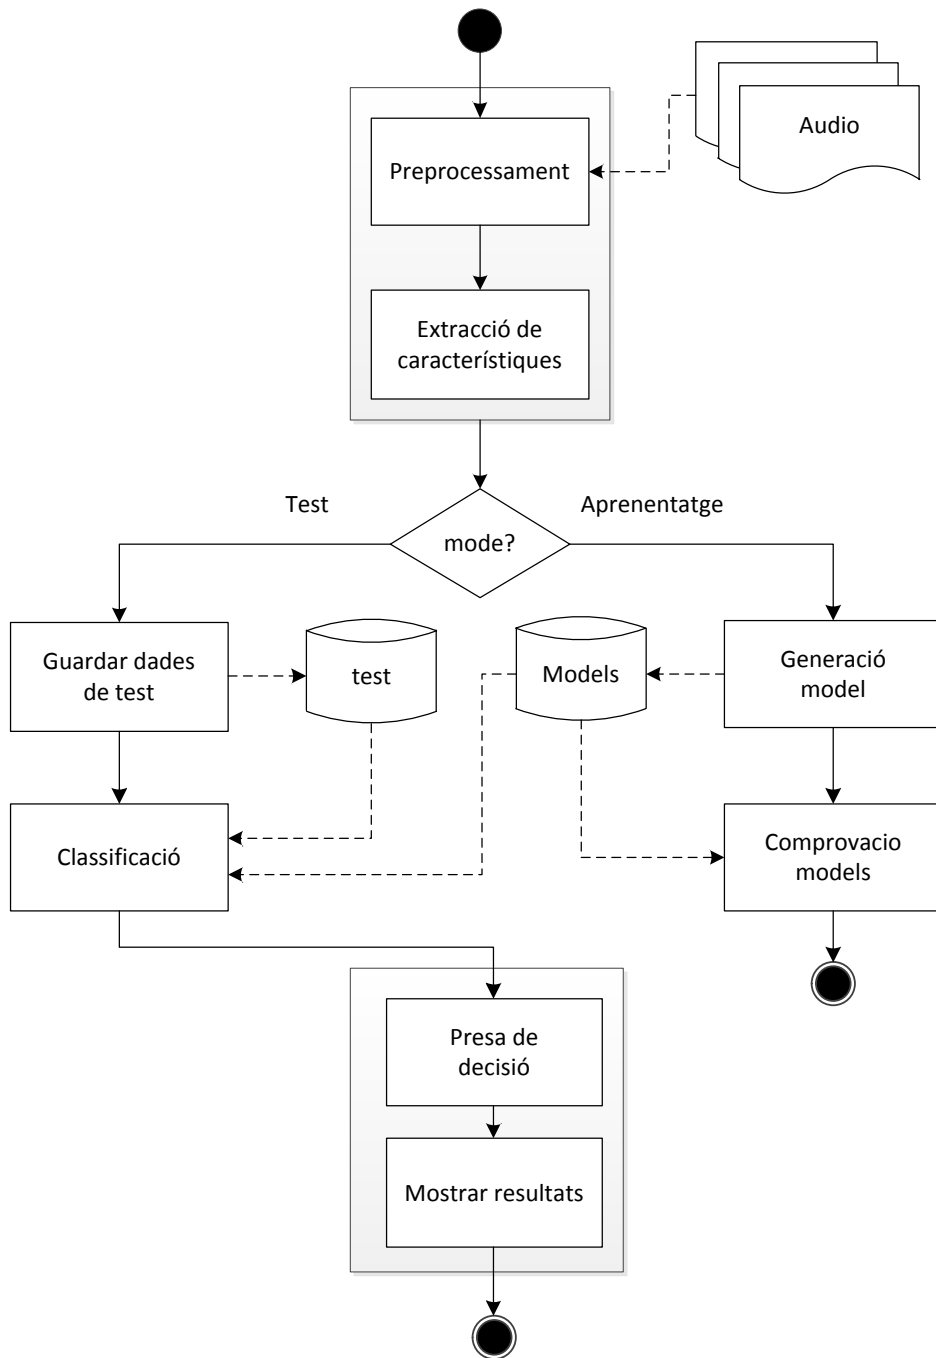 Audio
Preprocessament
Extracció de
característiques
Test
Aprenentatge
mode?
Guardar dades
de test
test
Models
Generació
model
Classificació
Comprovacio
models
Presa de
decisió
Mostrar resultats